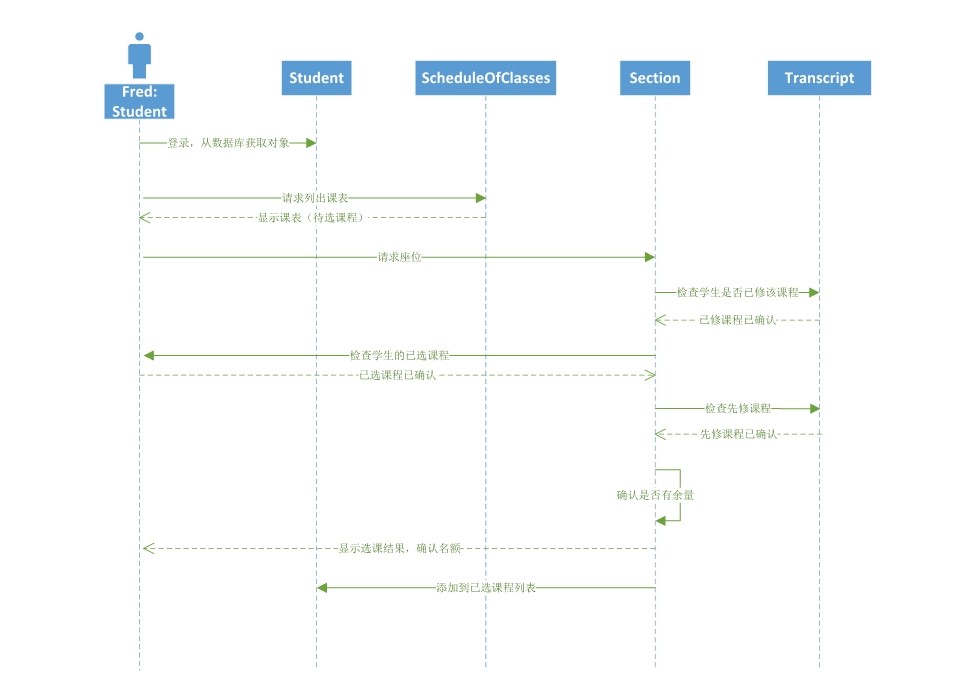 Fred:
Student
Student
ScheduleOfClasses
Section
Transcript
登录，从数据库获取对象
请求列出课表
显示课表（待选课程）
请求座位
检查学生是否已修该课程
已修课程已确认
检查学生的已选课程
已选课程已确认
检查先修课程
先修课程已确认
确认是否有余量
显示选课结果，确认名额
添加到已选课程列表